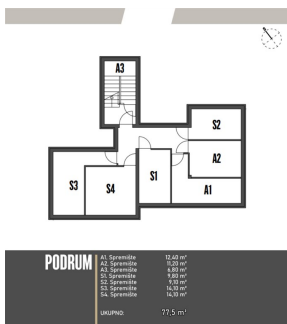 A3
S2
A2
S1
S3
S4
A1
PODRUM
A1. Spremište 12,40 m²
A2. Spremište 11,20 m²
A3. Spremište 6,80 m²
S1. Spremište 9,80 m²
S2. Spremište 9,10 m²
S3. Spremište 14,10 m²
S4. Spremište 14,10 m²
UKUPNO: 77,5 m²